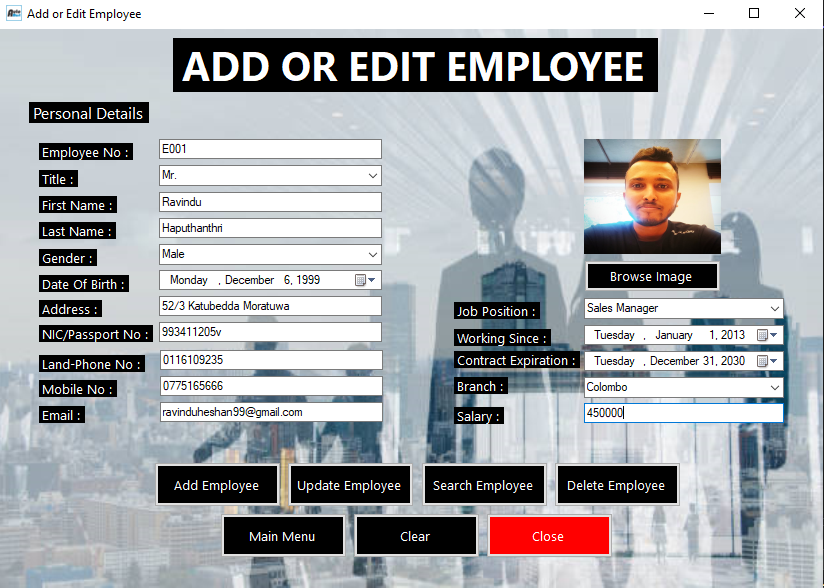 Add or Edit Employee
ADD OR EDIT EMPLOYEE
Personal Details
Employee No : E001
Title : Mr.
First Name : Ravindu
Last Name : Haputhanthri
Gender : Male
Date Of Birth : Monday , December 6, 1999
Address : 52/3 Katubedda Moratuwa
NIC/Passport No : 993411205v
Land-Phone No : 0116109235
Mobile No : 0775165666
Email : ravinduheshan99@gmail.com
Browse Image
Job Position : Sales Manager
Working Since : Tuesday , January 1, 2013
Contract Expiration : Tuesday , December 31, 2030
Branch : Colombo
Salary : 450000
Add Employee Update Employee Search Employee Delete Employee
Main Menu Clear Close